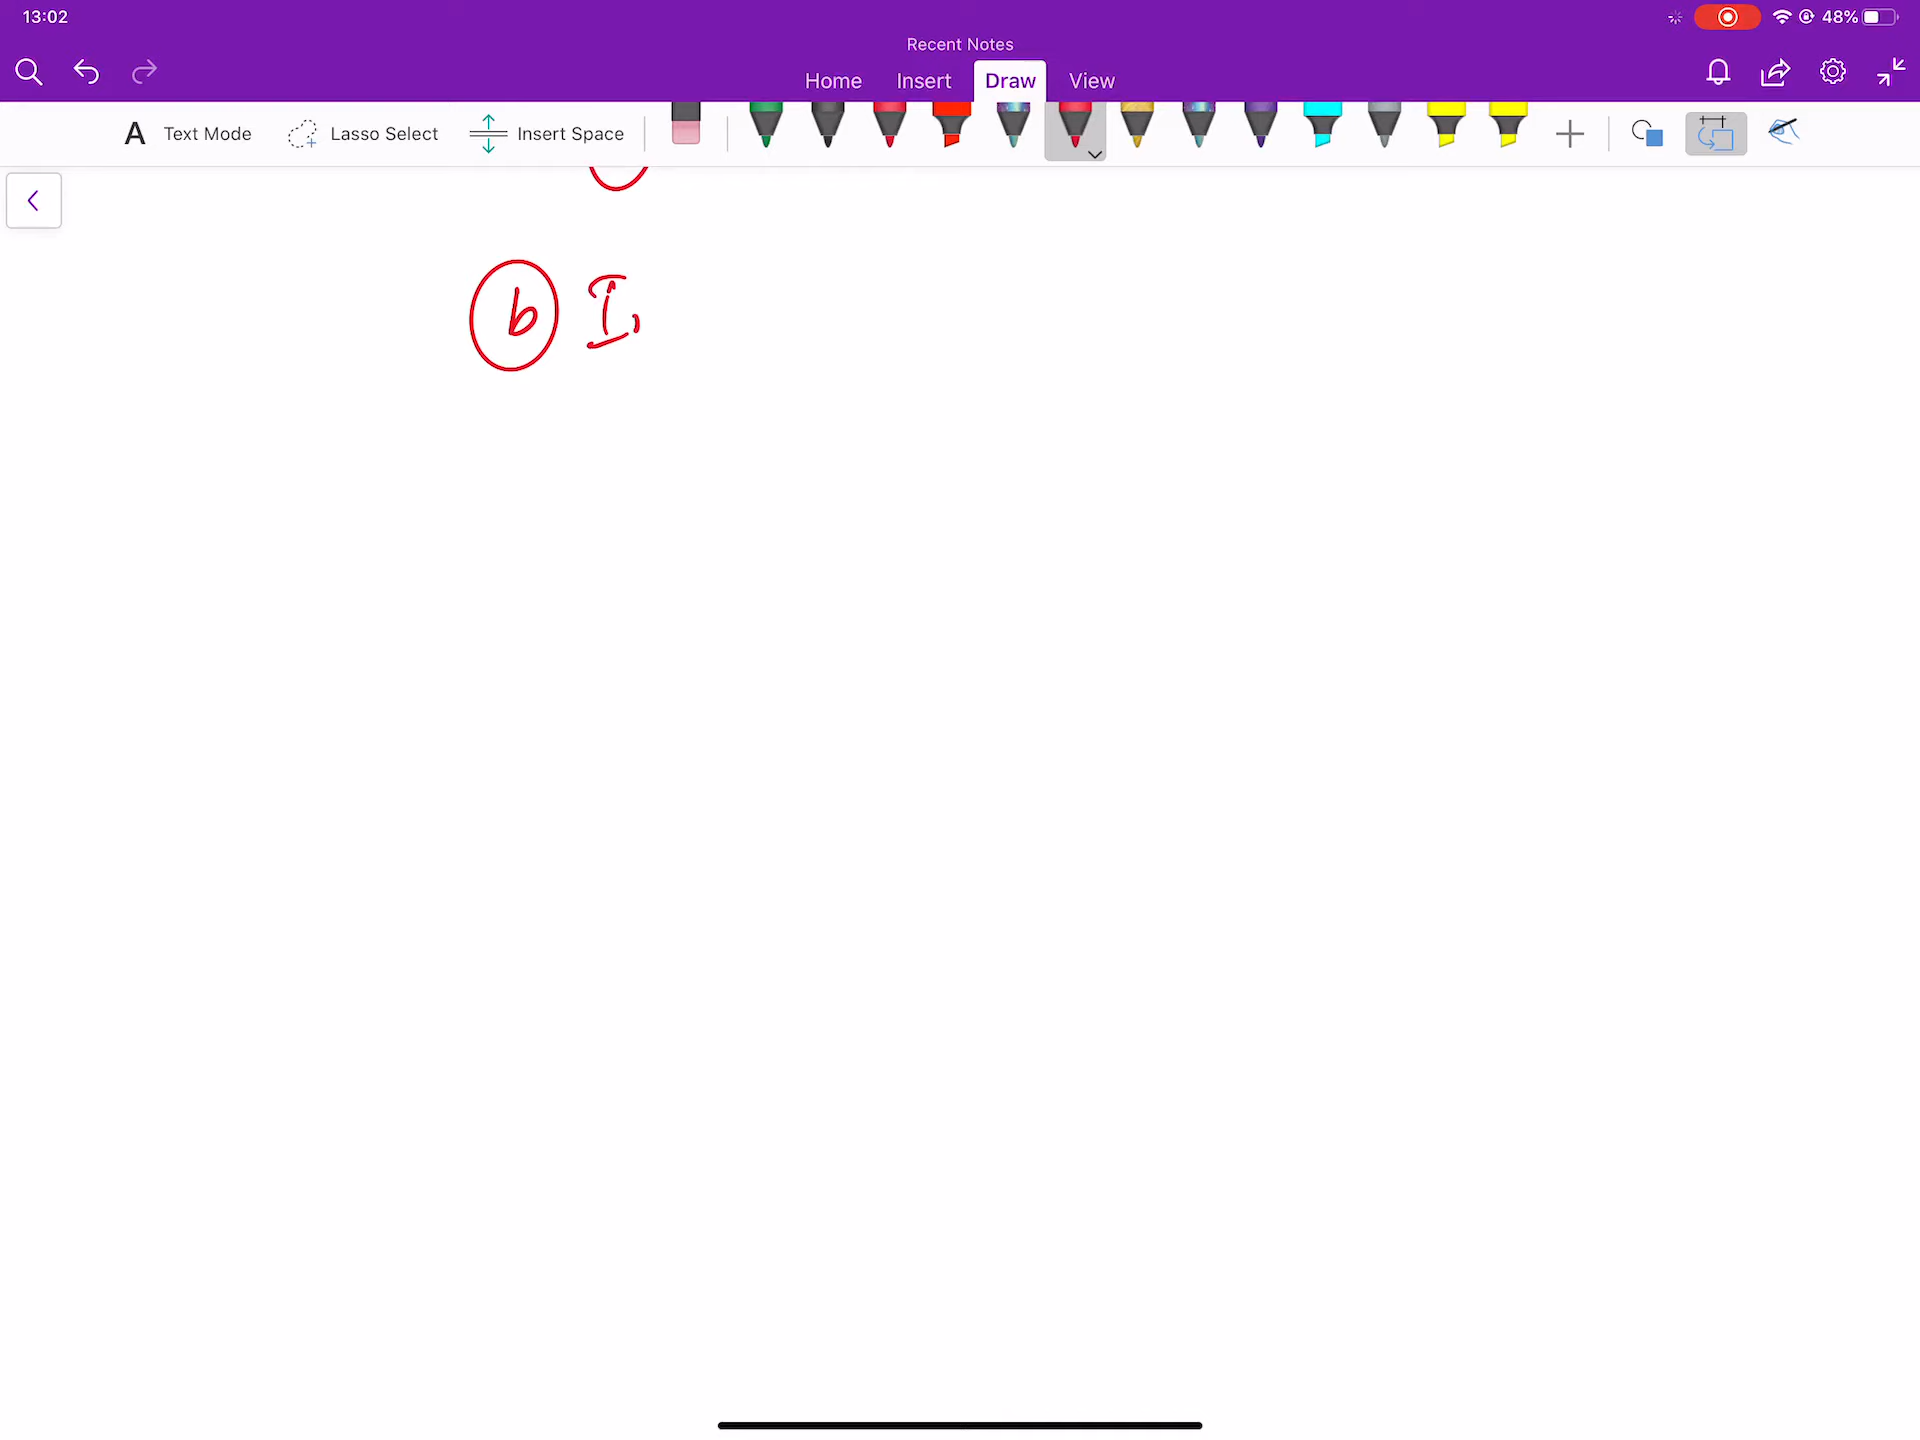 13:02
48%
Recent Notes
Home Insert Draw View
A Text Mode Lasso Select Insert Space
b I,